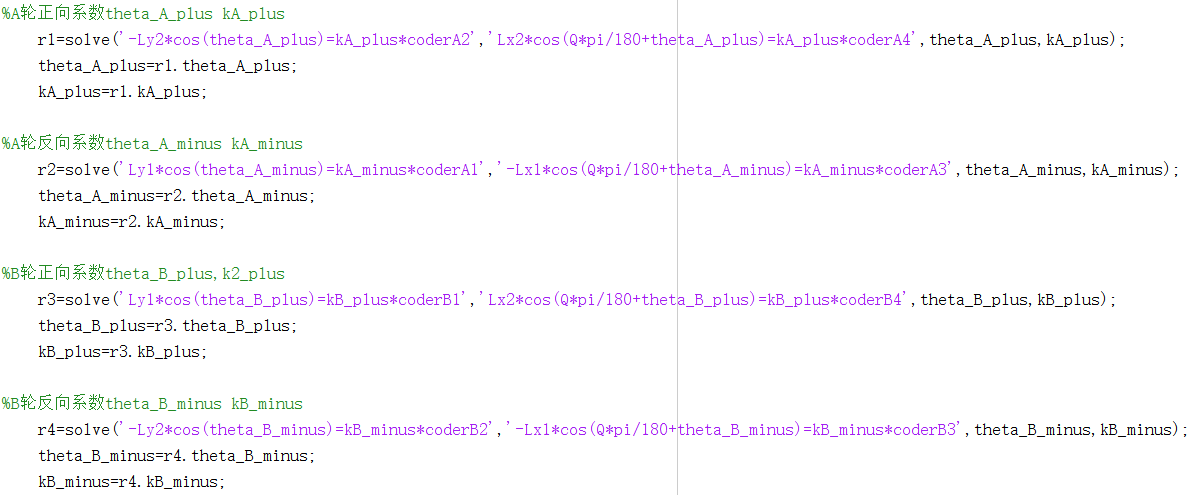 %A轮正向系数theta_A_plus kA_plus
r1=solve('-Ly2*cos(theta_A_plus)=kA_plus*coderA2','Lx2*cos(Q*pi/180+theta_A_plus)=kA_plus*coderA4',theta_A_plus,kA_plus);
theta_A_plus=r1.theta_A_plus;
kA_plus=r1.kA_plus;
%A轮反向系数theta_A_minus kA_minus
r2=solve('Ly1*cos(theta_A_minus)=kA_minus*coderA1','-Lx1*cos(Q*pi/180+theta_A_minus)=kA_minus*coderA3',theta_A_minus,kA_minus);
theta_A_minus=r2.theta_A_minus;
kA_minus=r2.kA_minus;
%B轮正向系数theta_B_plus,k2_plus
r3=solve('Ly1*cos(theta_B_plus)=kB_plus*coderB1','Lx2*cos(Q*pi/180+theta_B_plus)=kB_plus*coderB4',theta_B_plus,kB_plus);
theta_B_plus=r3.theta_B_plus;
kB_plus=r3.kB_plus;
%B轮反向系数theta_B_minus kB_minus
r4=solve('-Ly2*cos(theta_B_minus)=kB_minus*coderB2','-Lx1*cos(Q*pi/180+theta_B_minus)=kB_minus*coderB3',theta_B_minus,kB_minus);
theta_B_minus=r4.theta_B_minus;
kB_minus=r4.kB_minus;